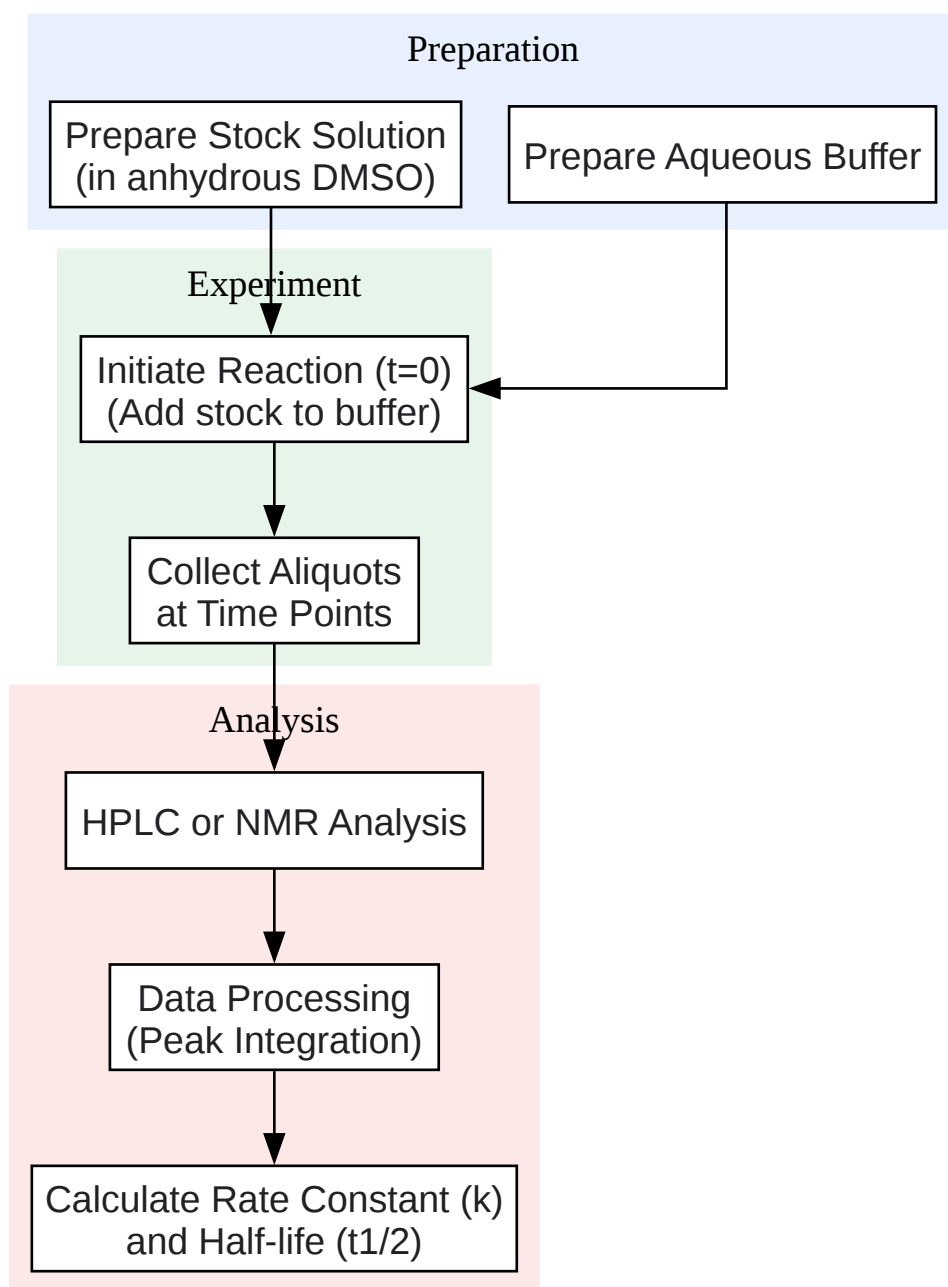 Preparation
Prepare Stock Solution
(in anhydrous DMSO)
Prepare Aqueous Buffer
Experiment
Initiate Reaction (t=0)
(Add stock to buffer)
Collect Aliquots
at Time Points
Analysis
HPLC or NMR Analysis
Data Processing
(Peak Integration)
Calculate Rate Constant (k)
and Half-life (t1/2)